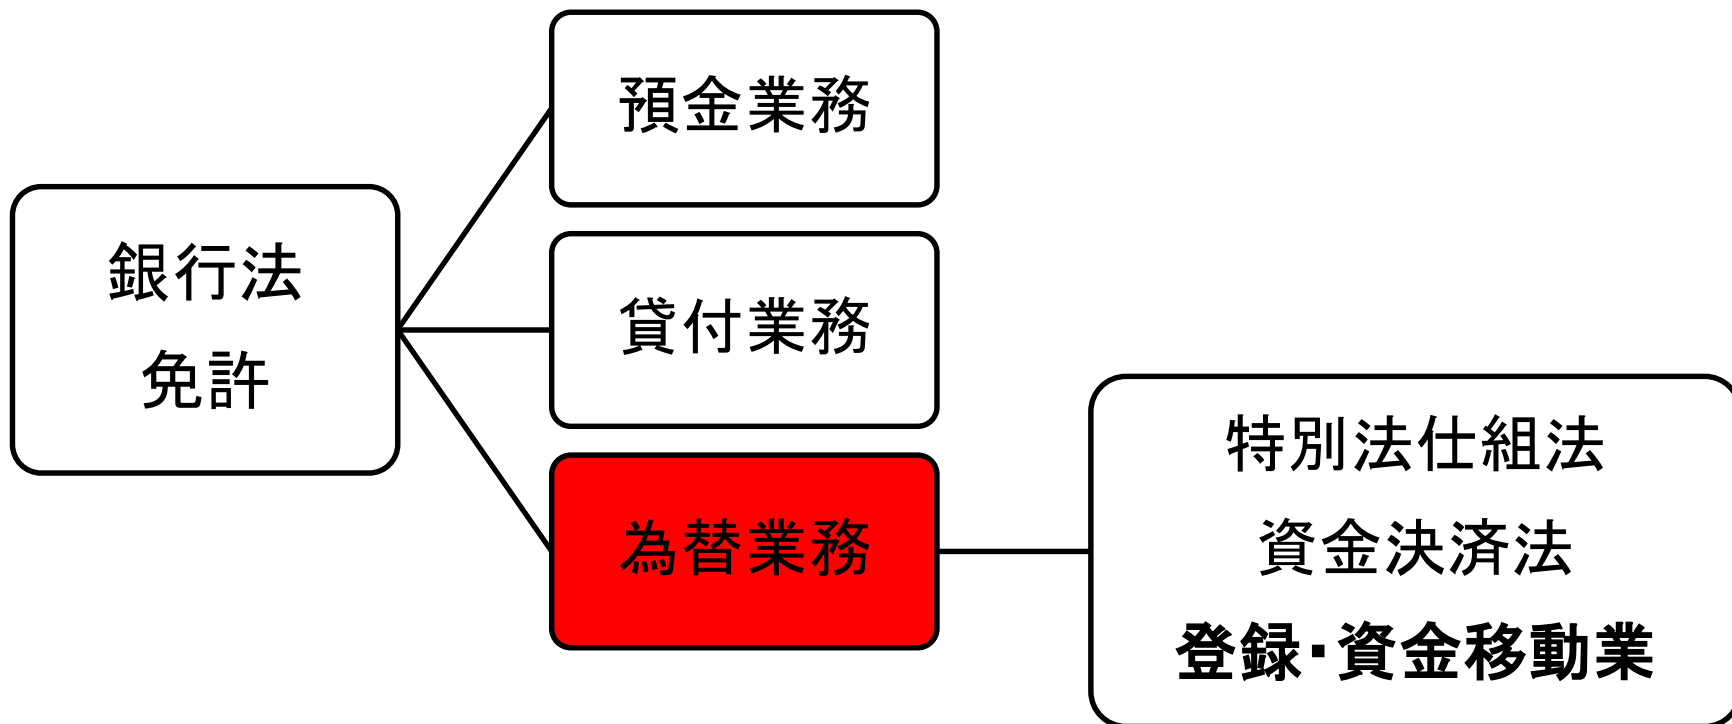 銀行法
免許
預金業務
貸付業務
為替業務
特別法仕組法
資金決済法
登録・資金移動業